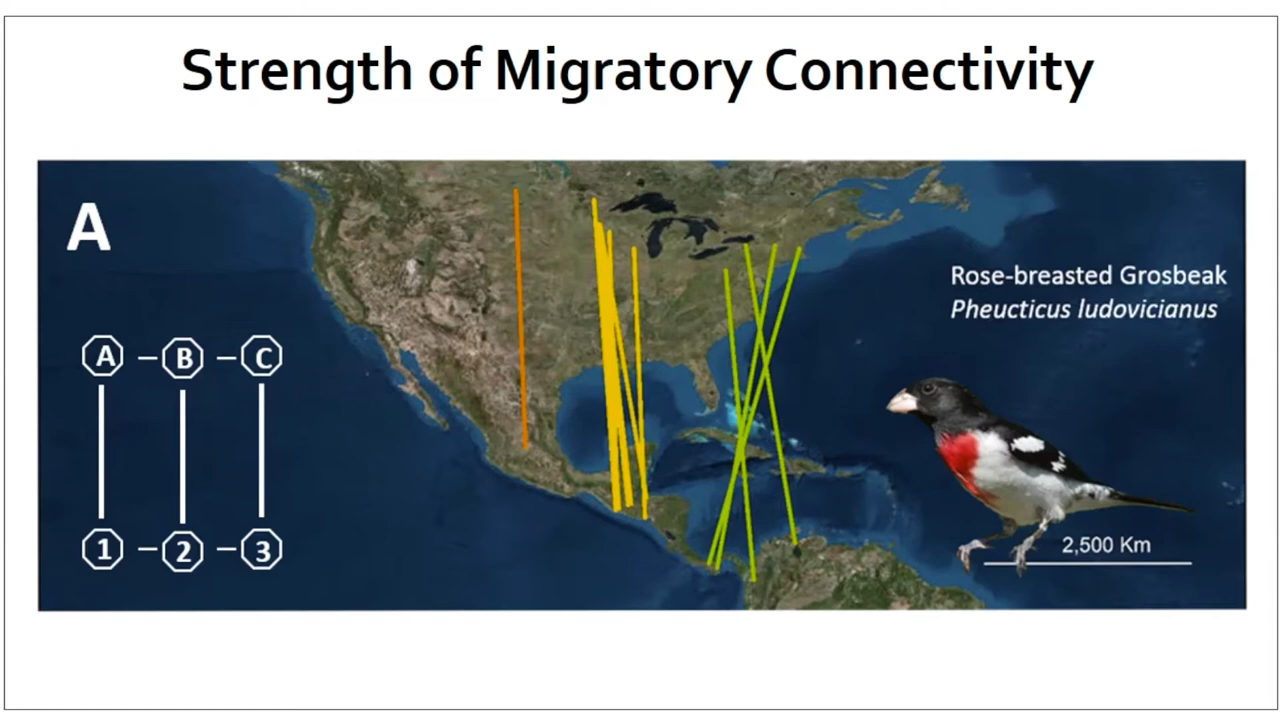 Strength of Migratory Connectivity
A
Rose-breasted Grosbeak
Pheucticus ludovicianus
A – B – C
1 – 2 – 3
2,500 Km